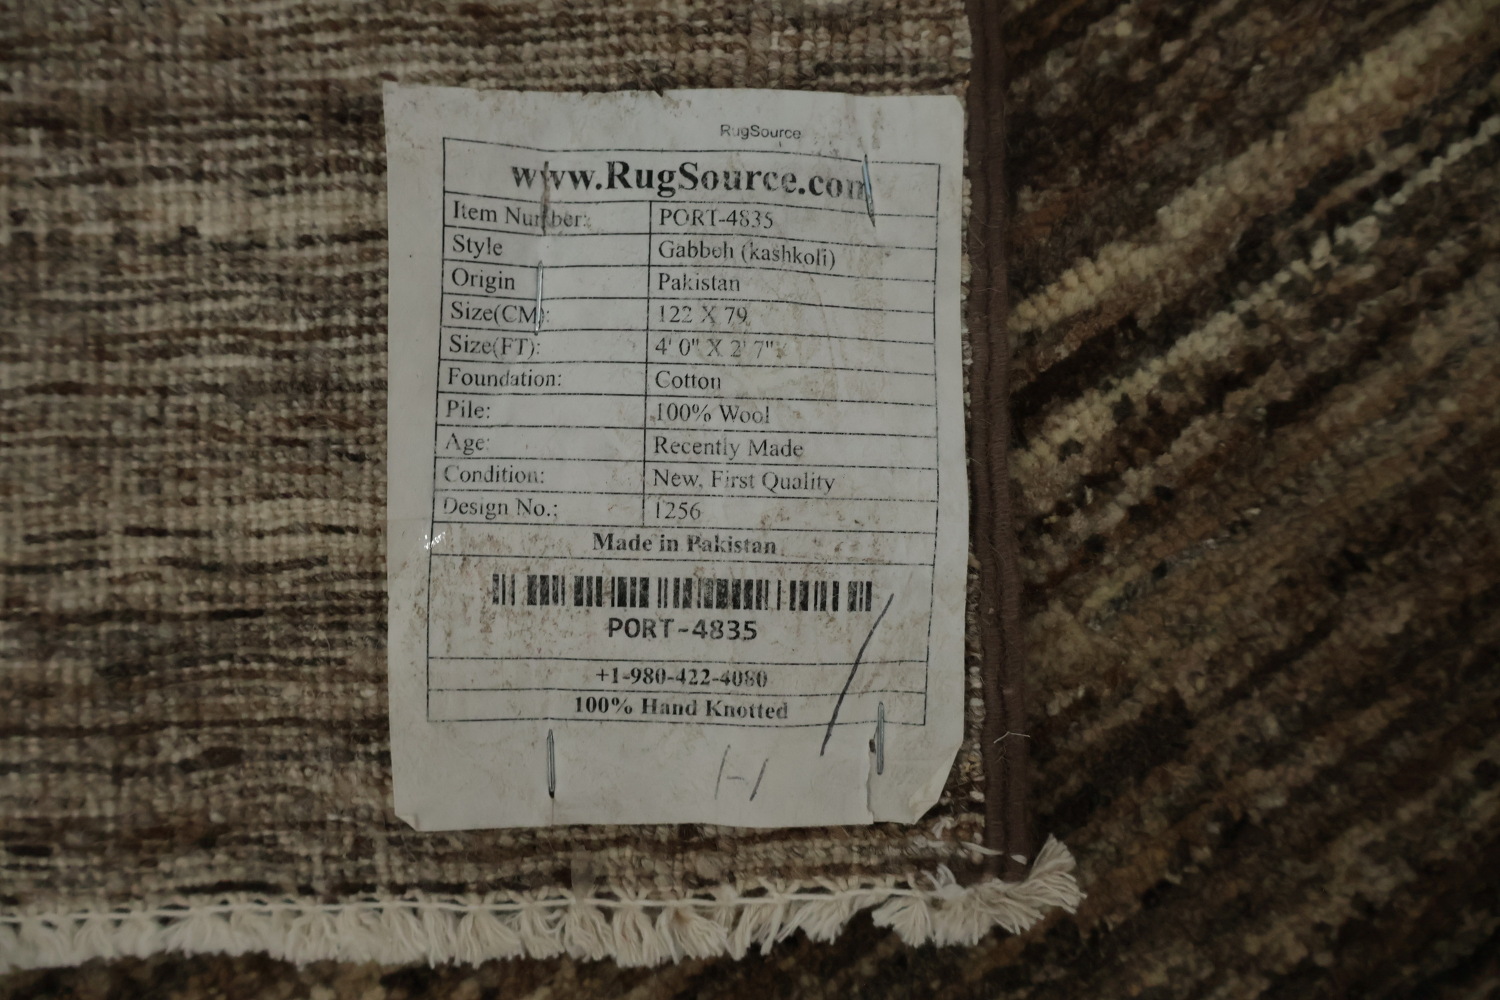 RugSource
www.RugSource.com
Item Number: PORT-4835
Style Gabbeh (kashkoli)
Origin Pakistan
Size(CM): 122 X 79
Size(FT): 4' 0" X 2' 7"
Foundation: Cotton
Pile: 100% Wool
Age: Recently Made
Condition: New, First Quality
Design No.: 1256
Made in Pakistan
PORT-4835
+1-980-422-4080
100% Hand Knotted